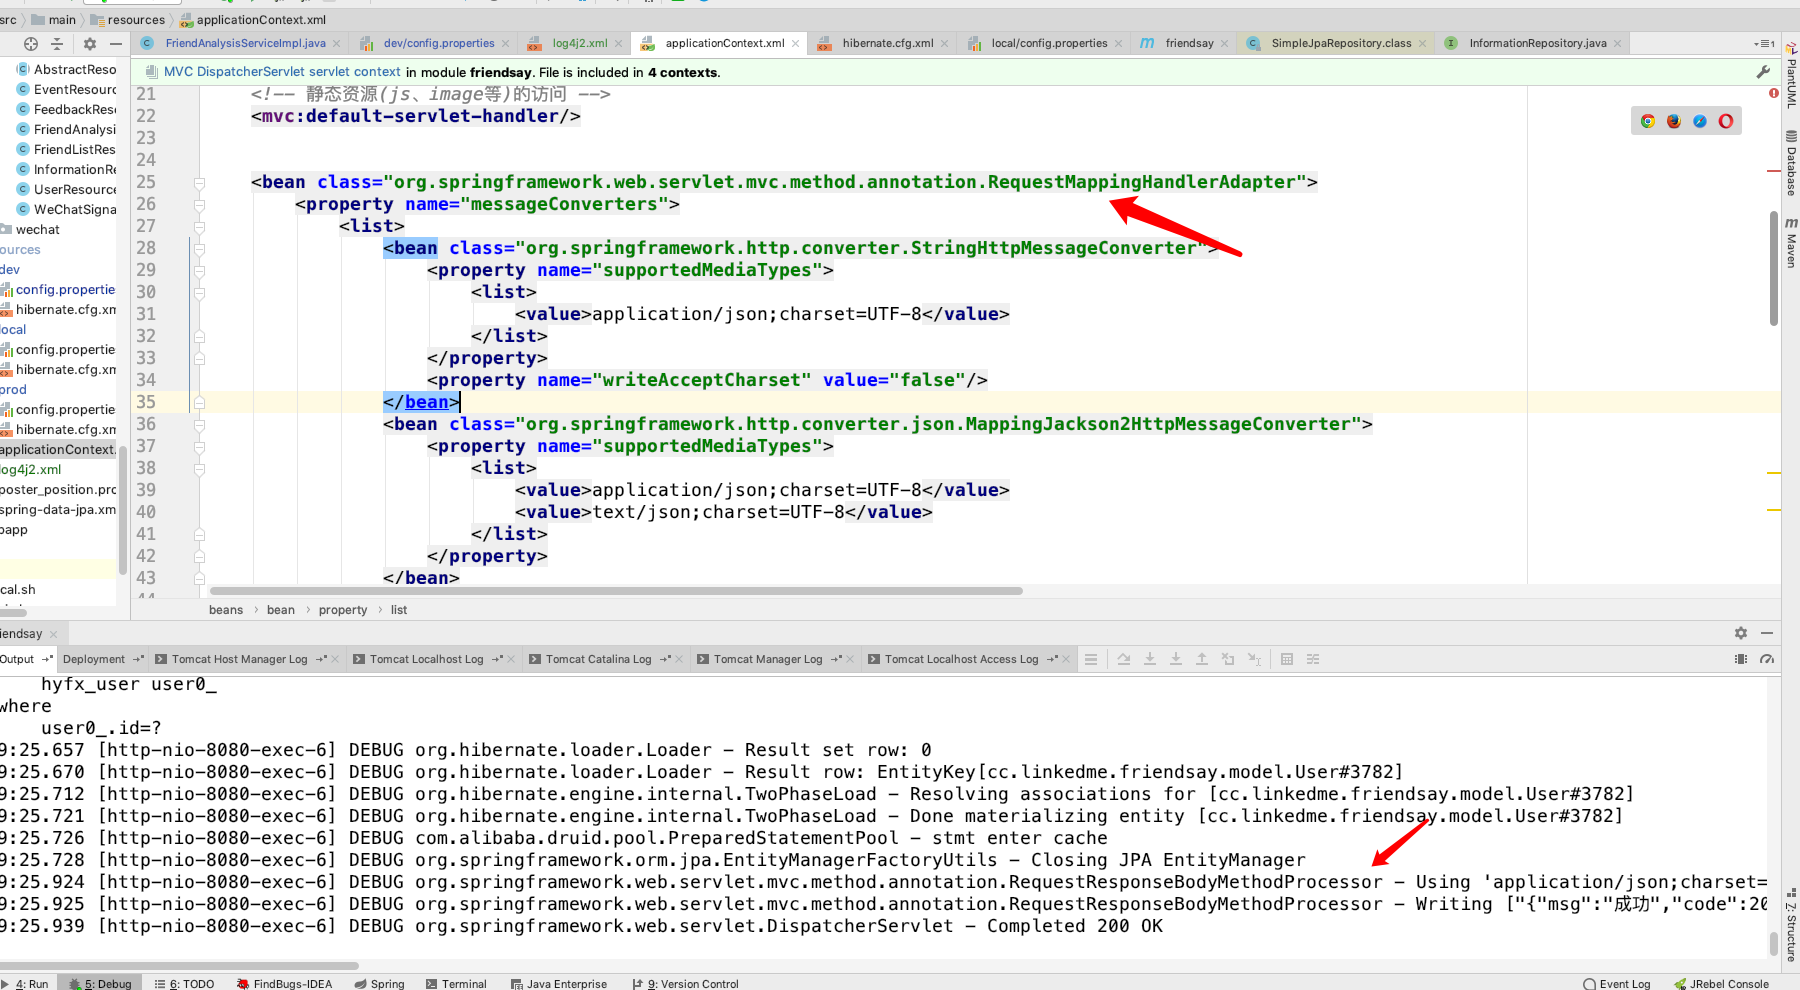 src main resources applicationContext.xml
FriendAnalysisServiceImpl.java dev/config.properties log4j2.xml applicationContext.xml hibernate.cfg.xml local/config.properties friendsay SimpleJpaRepository.class InformationRepository.java
MVC DispatcherServlet servlet context in module friendsay. File is included in 4 contexts.
AbstractReso
EventResourc
FeedbackRes
FriendAnalysi
FriendListRes
InformationRe
UserResource
WeChatSigna
wechat
ources
dev
config.propertie
hibernate.cfg.xm
local
config.propertie
hibernate.cfg.xm
prod
config.propertie
hibernate.cfg.xm
applicationContext.
log4j2.xml
poster_position.pro
spring-data-jpa.xm
cal.sh
21 <!-- 静态资源(js、image等)的访问 -->
22 <mvc:default-servlet-handler/>
23
24
25 <bean class="org.springframework.web.servlet.mvc.method.annotation.RequestMappingHandlerAdapter">
26 <property name="messageConverters">
27 <list>
28 <bean class="org.springframework.http.converter.StringHttpMessageConverter">
29 <property name="supportedMediaTypes">
30 <list>
31 <value>application/json;charset=UTF-8</value>
32 </list>
33 </property>
34 <property name="writeAcceptCharset" value="false"/>
35 </bean>
36 <bean class="org.springframework.http.converter.json.MappingJackson2HttpMessageConverter">
37 <property name="supportedMediaTypes">
38 <list>
39 <value>application/json;charset=UTF-8</value>
40 <value>text/json;charset=UTF-8</value>
41 </list>
42 </property>
43 </bean>
beans bean property list
PlantUML
Database
Maven
Z: Structure
iendsay
Output Deployment Tomcat Host Manager Log Tomcat Localhost Log Tomcat Catalina Log Tomcat Manager Log Tomcat Localhost Access Log
hyfx_user user0_
where
user0_.id=?
9:25.657 [http-nio-8080-exec-6] DEBUG org.hibernate.loader.Loader - Result set row: 0
9:25.670 [http-nio-8080-exec-6] DEBUG org.hibernate.loader.Loader - Result row: EntityKey[cc.linkedme.friendsay.model.User#3782]
9:25.712 [http-nio-8080-exec-6] DEBUG org.hibernate.engine.internal.TwoPhaseLoad - Resolving associations for [cc.linkedme.friendsay.model.User#3782]
9:25.721 [http-nio-8080-exec-6] DEBUG org.hibernate.engine.internal.TwoPhaseLoad - Done materializing entity [cc.linkedme.friendsay.model.User#3782]
9:25.726 [http-nio-8080-exec-6] DEBUG com.alibaba.druid.pool.PreparedStatementPool - stmt enter cache
9:25.728 [http-nio-8080-exec-6] DEBUG org.springframework.orm.jpa.EntityManagerFactoryUtils - Closing JPA EntityManager
9:25.924 [http-nio-8080-exec-6] DEBUG org.springframework.web.servlet.mvc.method.annotation.RequestResponseBodyMethodProcessor - Using 'application/json;charset=
9:25.925 [http-nio-8080-exec-6] DEBUG org.springframework.web.servlet.mvc.method.annotation.RequestResponseBodyMethodProcessor - Writing ["{"msg":"成功","code":20
9:25.939 [http-nio-8080-exec-6] DEBUG org.springframework.web.servlet.DispatcherServlet - Completed 200 OK
4: Run 5: Debug 6: TODO FindBugs-IDEA Spring Terminal Java Enterprise 9: Version Control Event Log JRebel Console